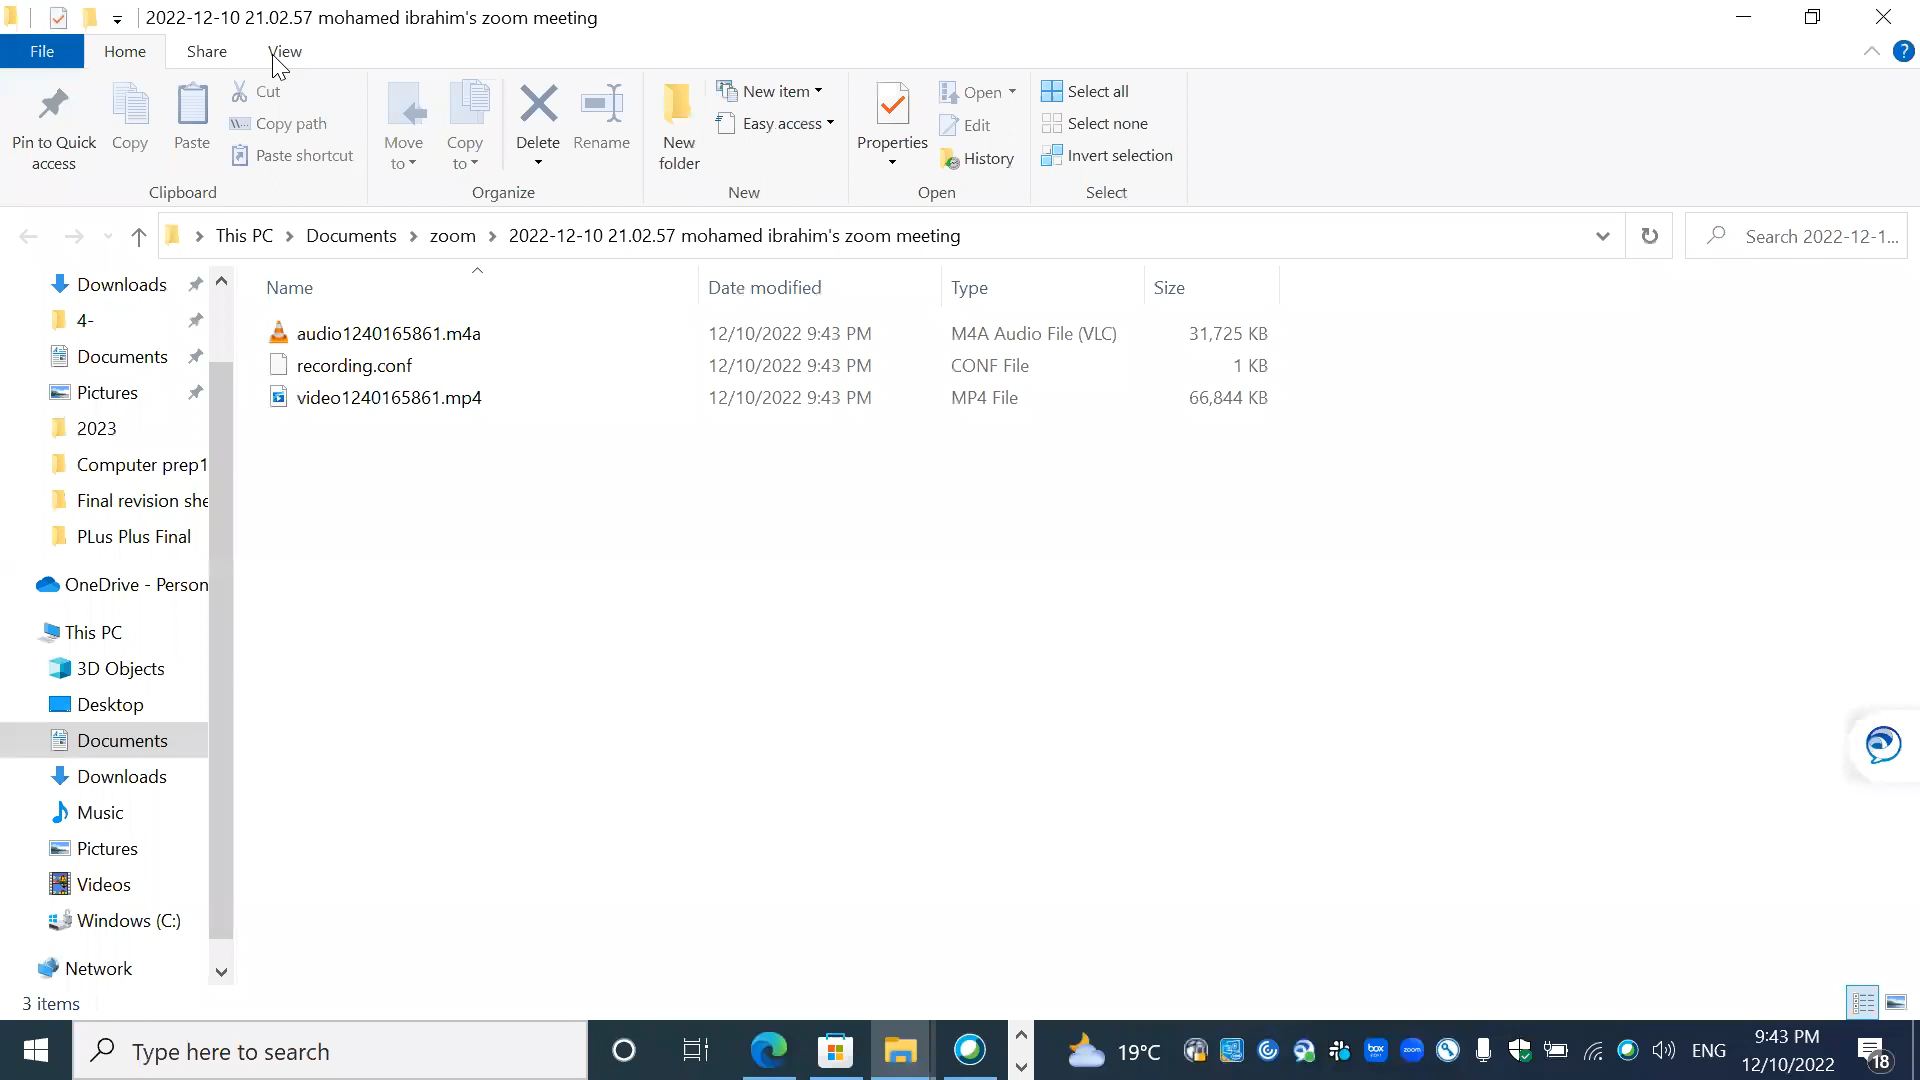 2022-12-10 21.02.57 mohamed ibrahim's zoom meeting
File Home Share View
Pin to Quick access
Copy
Paste
Cut
Copy path
Paste shortcut
Clipboard
Move to
Copy to
Delete
Rename
Organize
New folder
New item
Easy access
New
Properties
Open
Edit
History
Open
Select all
Select none
Invert selection
Select
This PC > Documents > zoom > 2022-12-10 21.02.57 mohamed ibrahim's zoom meeting
Search 2022-12-1...
Name Date modified Type Size
audio1240165861.m4a 12/10/2022 9:43 PM M4A Audio File (VLC) 31,725 KB
recording.conf 12/10/2022 9:43 PM CONF File 1 KB
video1240165861.mp4 12/10/2022 9:43 PM MP4 File 66,844 KB
Downloads
4-
Documents
Pictures
2023
Computer prep1
Final revision she
PLus Plus Final
OneDrive - Person
This PC
3D Objects
Desktop
Documents
Downloads
Music
Pictures
Videos
Windows (C:)
Network
3 items
Type here to search
19°C
box
zoom
ENG
9:43 PM
12/10/2022
18